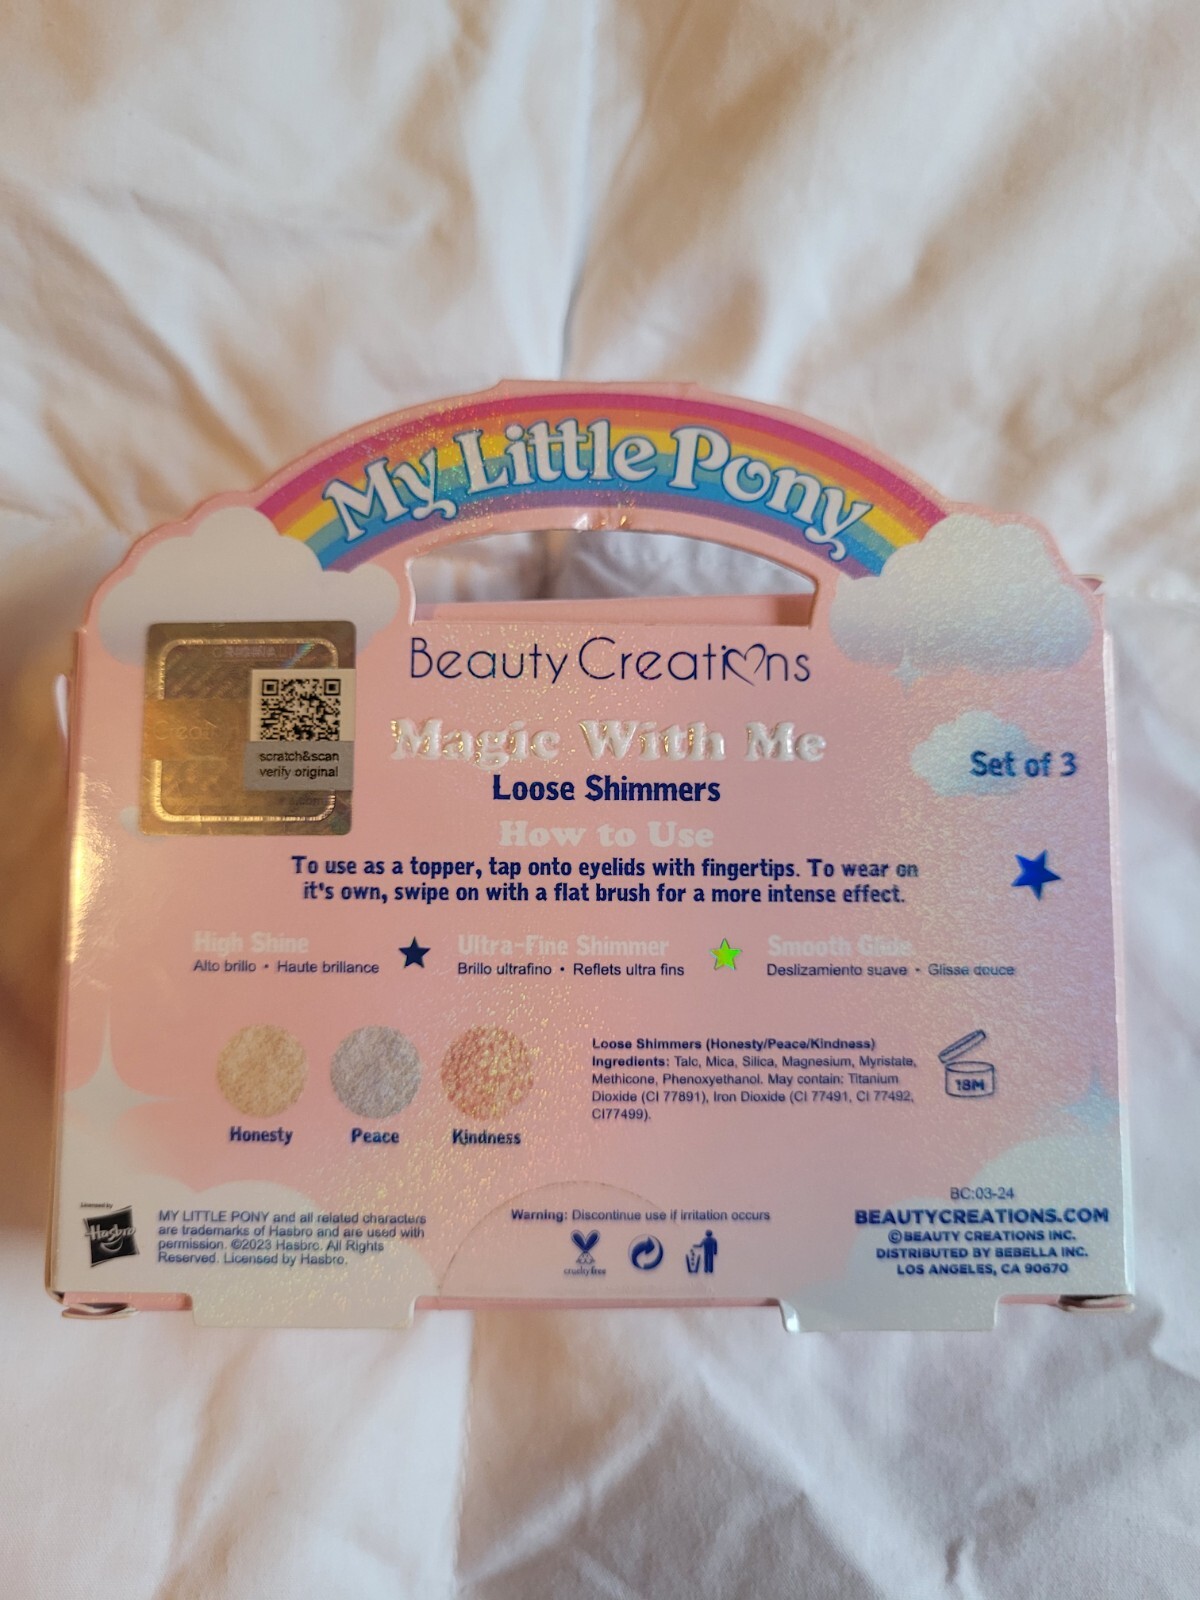 My Little Pony
Beauty Creations
Magic With Me
Loose Shimmers
Set of 3
scratch&scan
verify original
How to Use
To use as a topper, tap onto eyelids with fingertips. To wear on
it's own, swipe on with a flat brush for a more intense effect.
High Shine
Alto brillo • Haute brillance
Ultra-Fine Shimmer
Brillo ultrafino • Reflets ultra fins
Smooth Glide
Deslizamiento suave • Glisse douce
Honesty
Peace
Kindness
Loose Shimmers (Honesty/Peace/Kindness)
Ingredients: Talc, Mica, Silica, Magnesium, Myristate,
Methicone, Phenoxyethanol. May contain: Titanium
Dioxide (CI 77891), Iron Dioxide (CI 77491, CI 77492,
CI77499).
18M
Licensed by
Hasbro
MY LITTLE PONY and all related characters
are trademarks of Hasbro and are used with
permission. ©2023 Hasbro. All Rights
Reserved. Licensed by Hasbro.
Warning: Discontinue use if irritation occurs
cruelty free
BC:03-24
BEAUTYCREATIONS.COM
©BEAUTY CREATIONS INC.
DISTRIBUTED BY BEBELLA INC.
LOS ANGELES, CA 90670